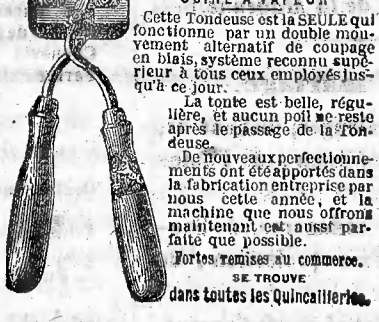 Cette Tondeuse est la SEULE qui
fonctionne par un double mou-
vement alternatif de coupage
en biais, système reconnu supé-
rieur à tous ceux employés jus-
qu'à ce jour.
La tonte est belle, régu-
lière, et aucun poil ne reste
après le passage de la Ton-
deuse.
De nouveaux perfectionne-
ments ont été apportés dans
la fabrication entreprise par
nous cette année, et la
machine que nous offrons
maintenant est aussi par-
faite que possible.
Fortes remises au commerce.
SE TROUVE
dans toutes les Quincailleries.